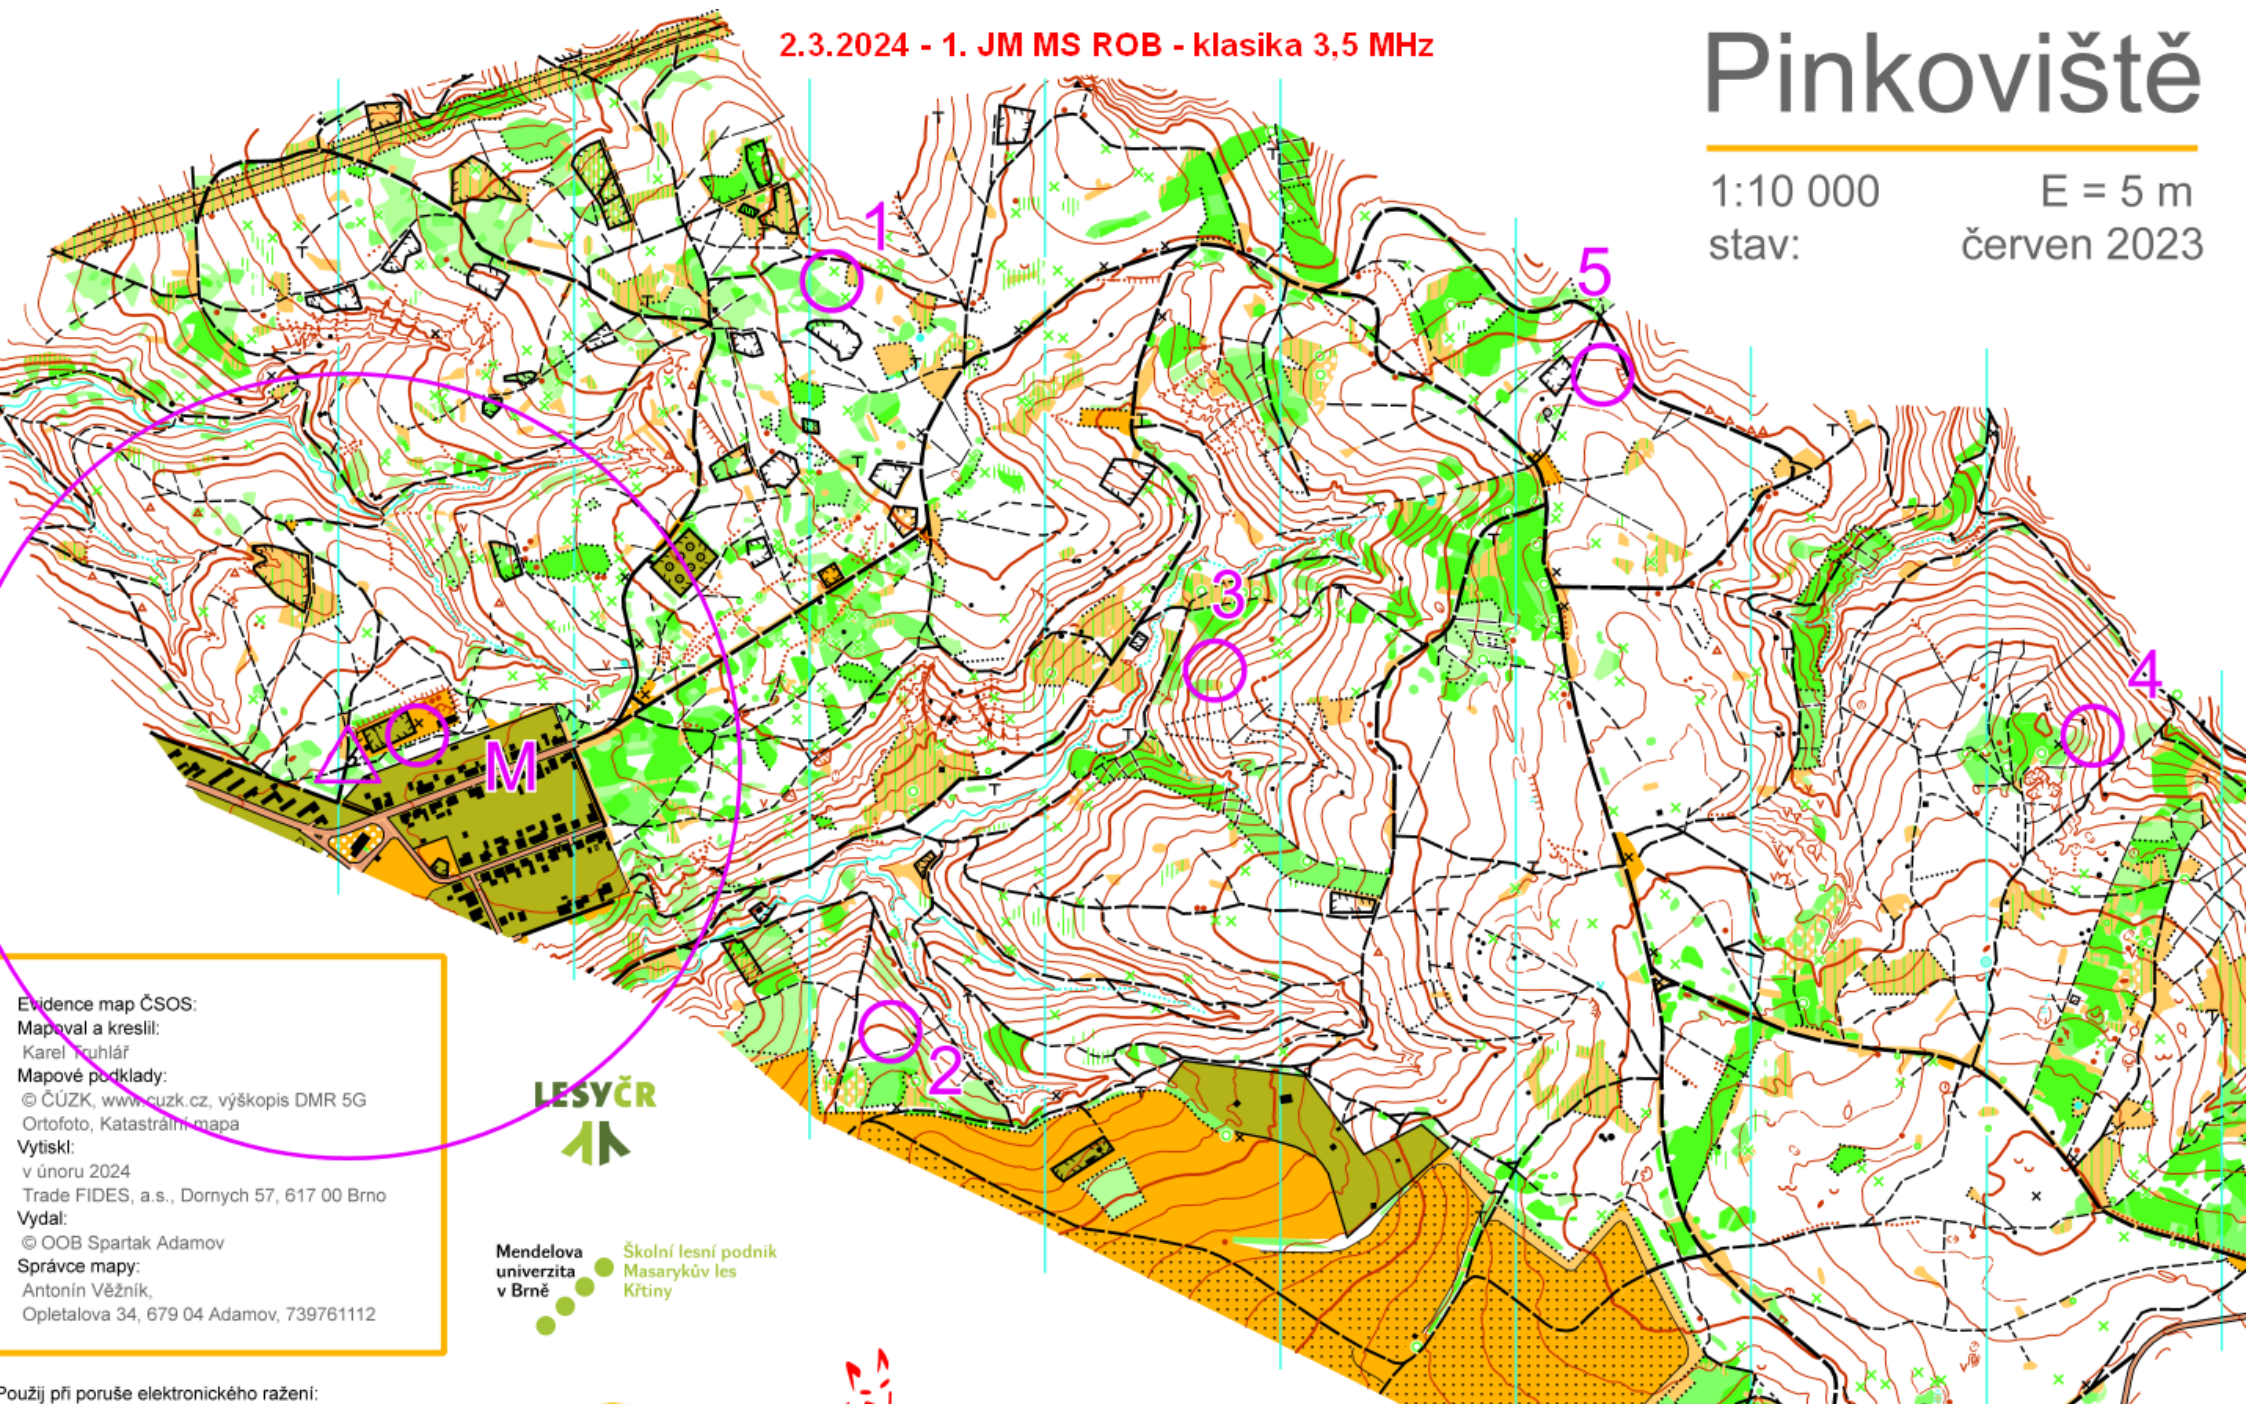 2.3.2024 - 1. JM MS ROB - klasika 3,5 MHz
Pinkoviště
1:10 000 E = 5 m
stav: červen 2023
1
5
3
4
M
2
Evidence map ČSOS:
Mapoval a kreslil:
Karel Truhlář
Mapové podklady:
© ČÚZK, www.cuzk.cz, výškopis DMR 5G
Ortofoto, Katastrální mapa
Vytiskl:
v únoru 2024
Trade FIDES, a.s., Dornych 57, 617 00 Brno
Vydal:
© OOB Spartak Adamov
Správce mapy:
Antonín Věžník,
Opletalova 34, 679 04 Adamov, 739761112
LESYČR
Mendelova
univerzita
v Brně
Školní lesní podnik
Masarykův les
Křtiny
Použij při poruše elektronického ražení: